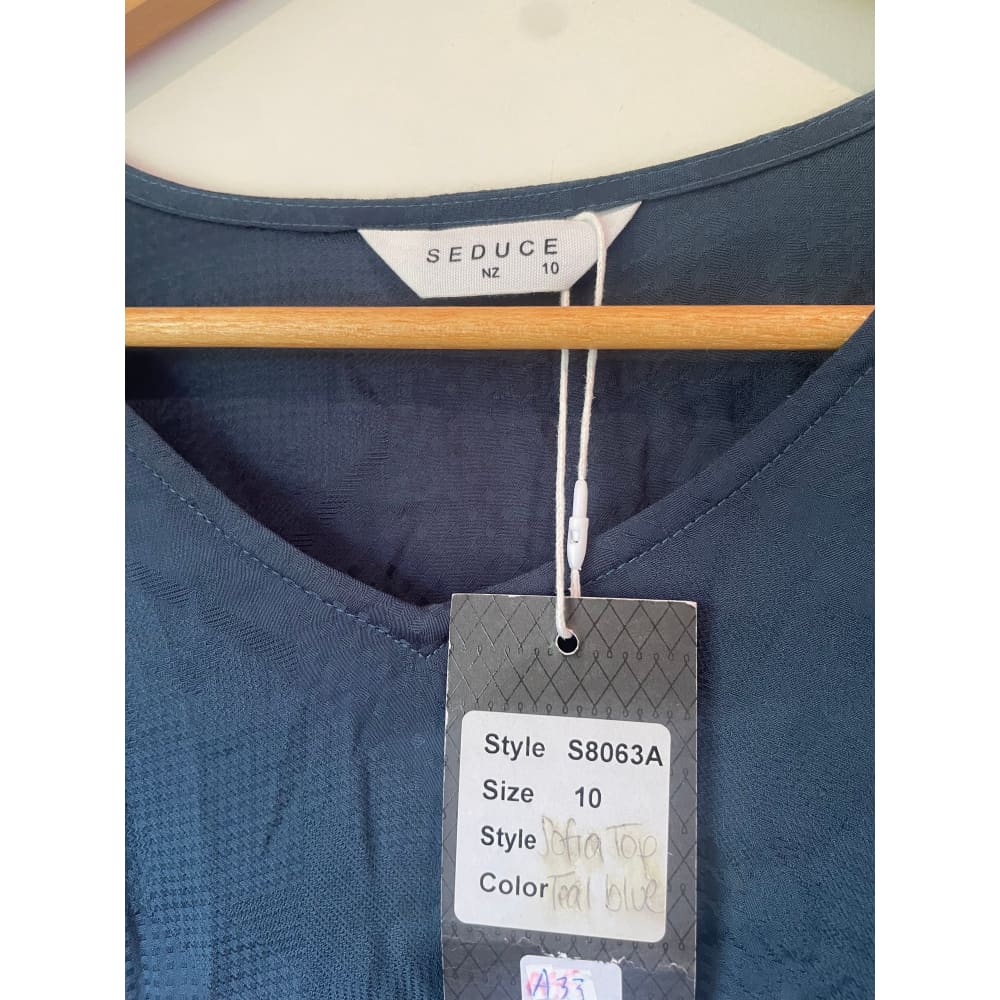 SEDUCE
NZ 10
Style S8063A
Size 10
Style Sofia Top
Color Teal blue
A33